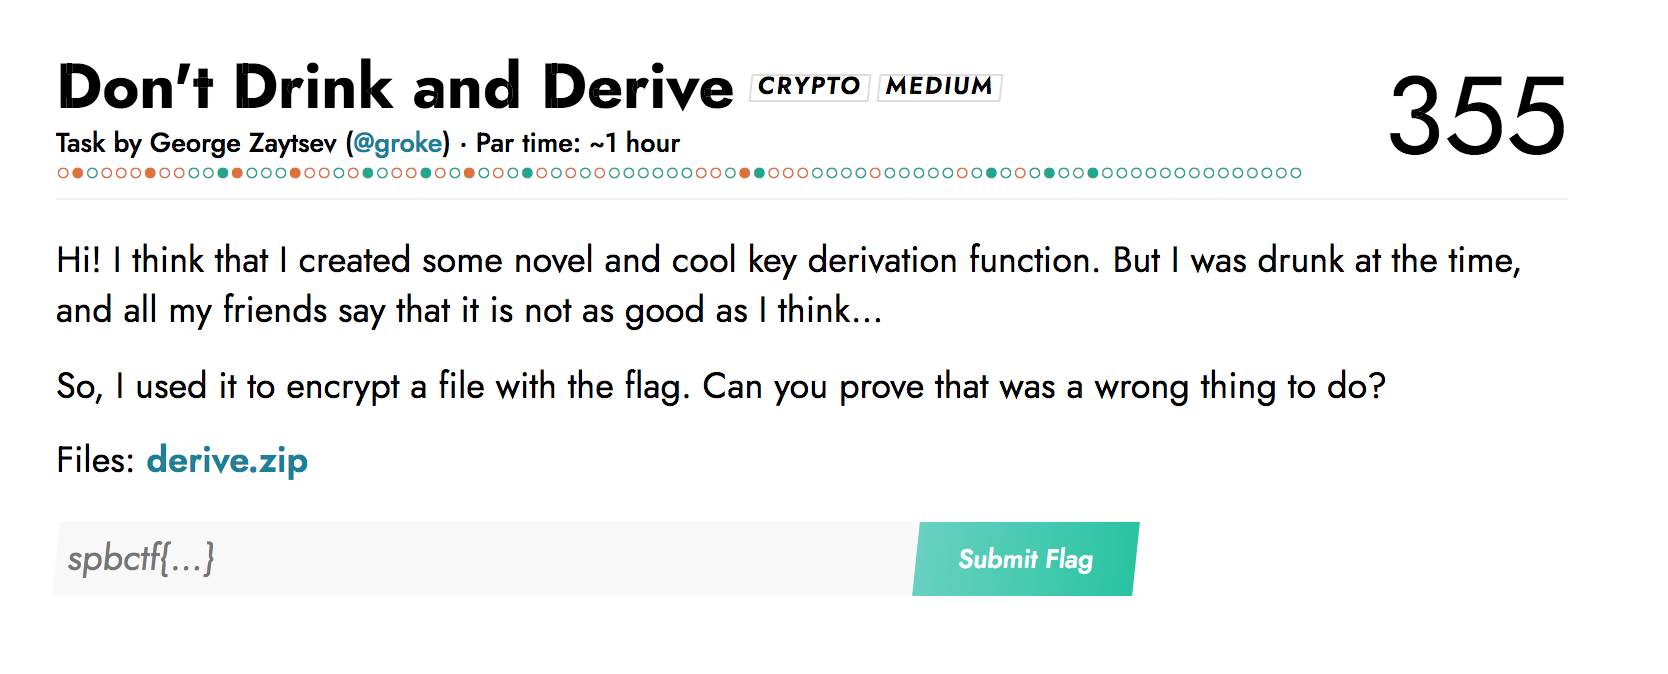 Don't Drink and Derive CRYPTO MEDIUM 355
Task by George Zaytsev (@groke) · Par time: ~1 hour
Hi! I think that I created some novel and cool key derivation function. But I was drunk at the time,
and all my friends say that it is not as good as I think...
So, I used it to encrypt a file with the flag. Can you prove that was a wrong thing to do?
Files: derive.zip
spbctf{...} Submit Flag